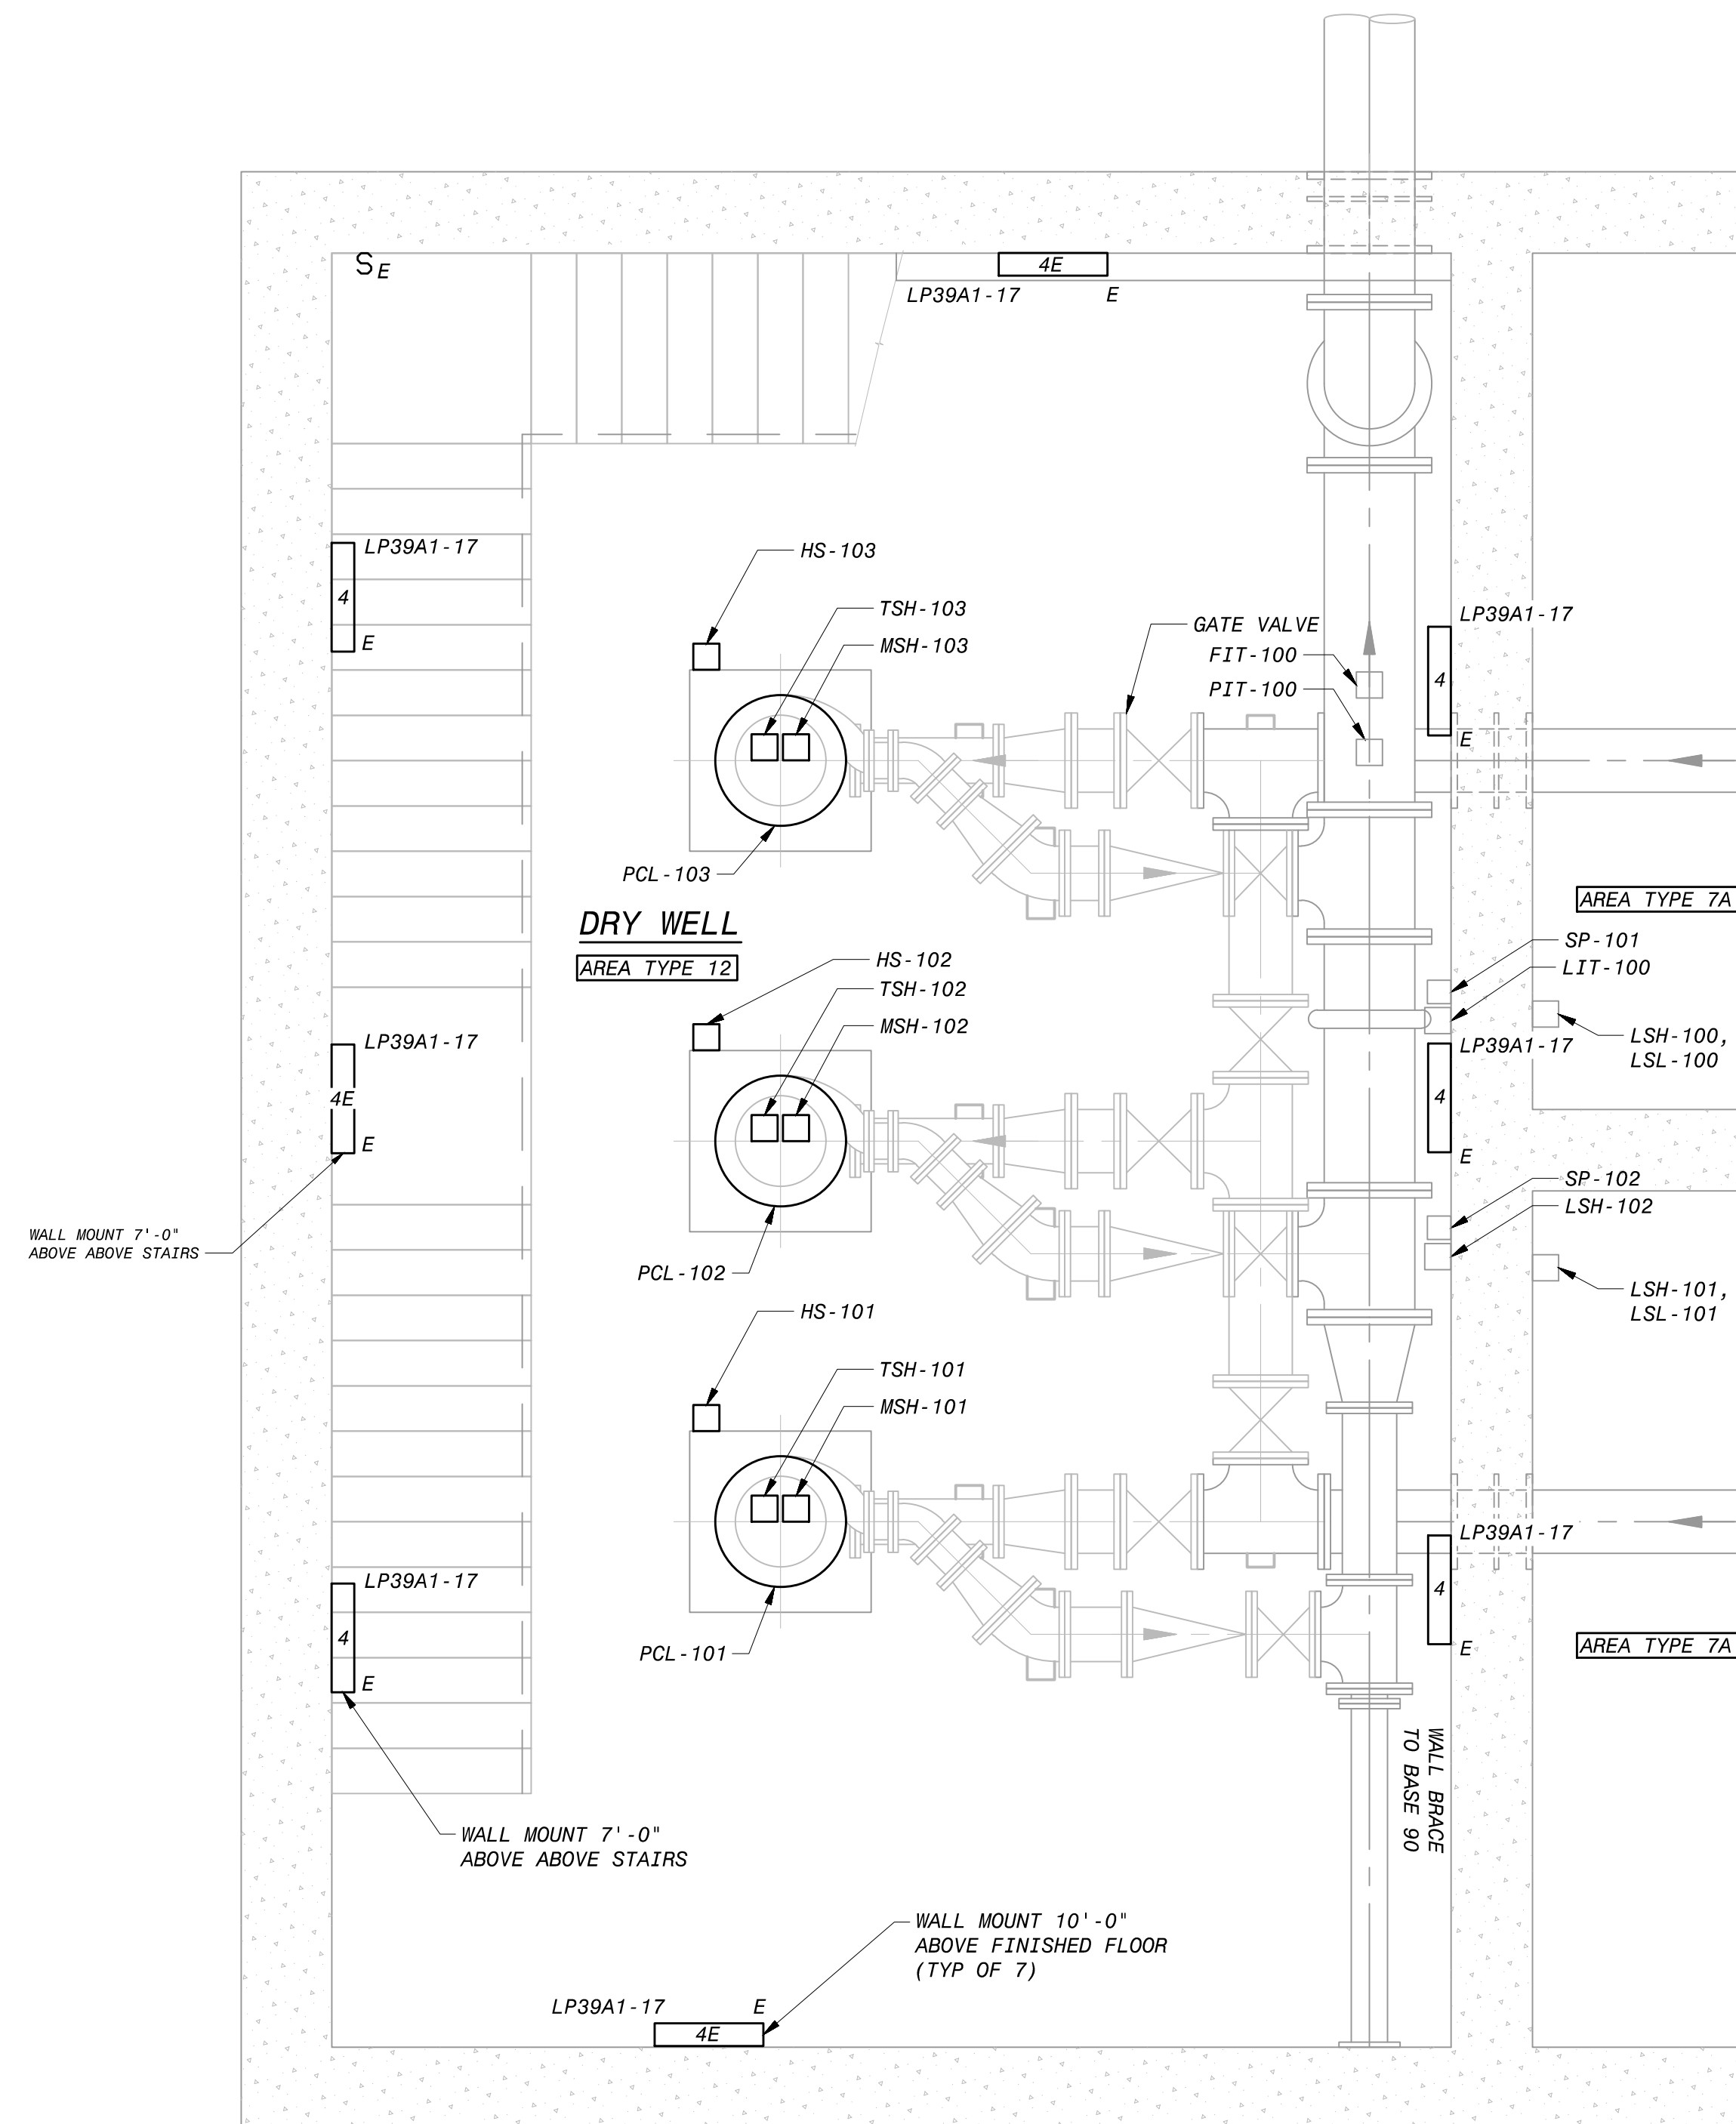 SE
4E
LP39A1-17 E
LP39A1-17
4
E
HS-103
TSH-103
MSH-103
GATE VALVE
FIT-100
PIT-100
LP39A1-17
4
E
PCL-103
DRY WELL
AREA TYPE 12
AREA TYPE 7A
HS-102
TSH-102
MSH-102
SP-101
LIT-100
LSH-100,
LSL-100
LP39A1-17
4E
E
LP39A1-17
4
E
WALL MOUNT 7'-0"
ABOVE ABOVE STAIRS
PCL-102
SP-102
LSH-102
LSH-101,
LSL-101
HS-101
TSH-101
MSH-101
LP39A1-17
4
E
LP39A1-17
4
E
PCL-101
AREA TYPE 7A
WALL BRACE
TO BASE 90
WALL MOUNT 7'-0"
ABOVE ABOVE STAIRS
WALL MOUNT 10'-0"
ABOVE FINISHED FLOOR
(TYP OF 7)
LP39A1-17 E
4E